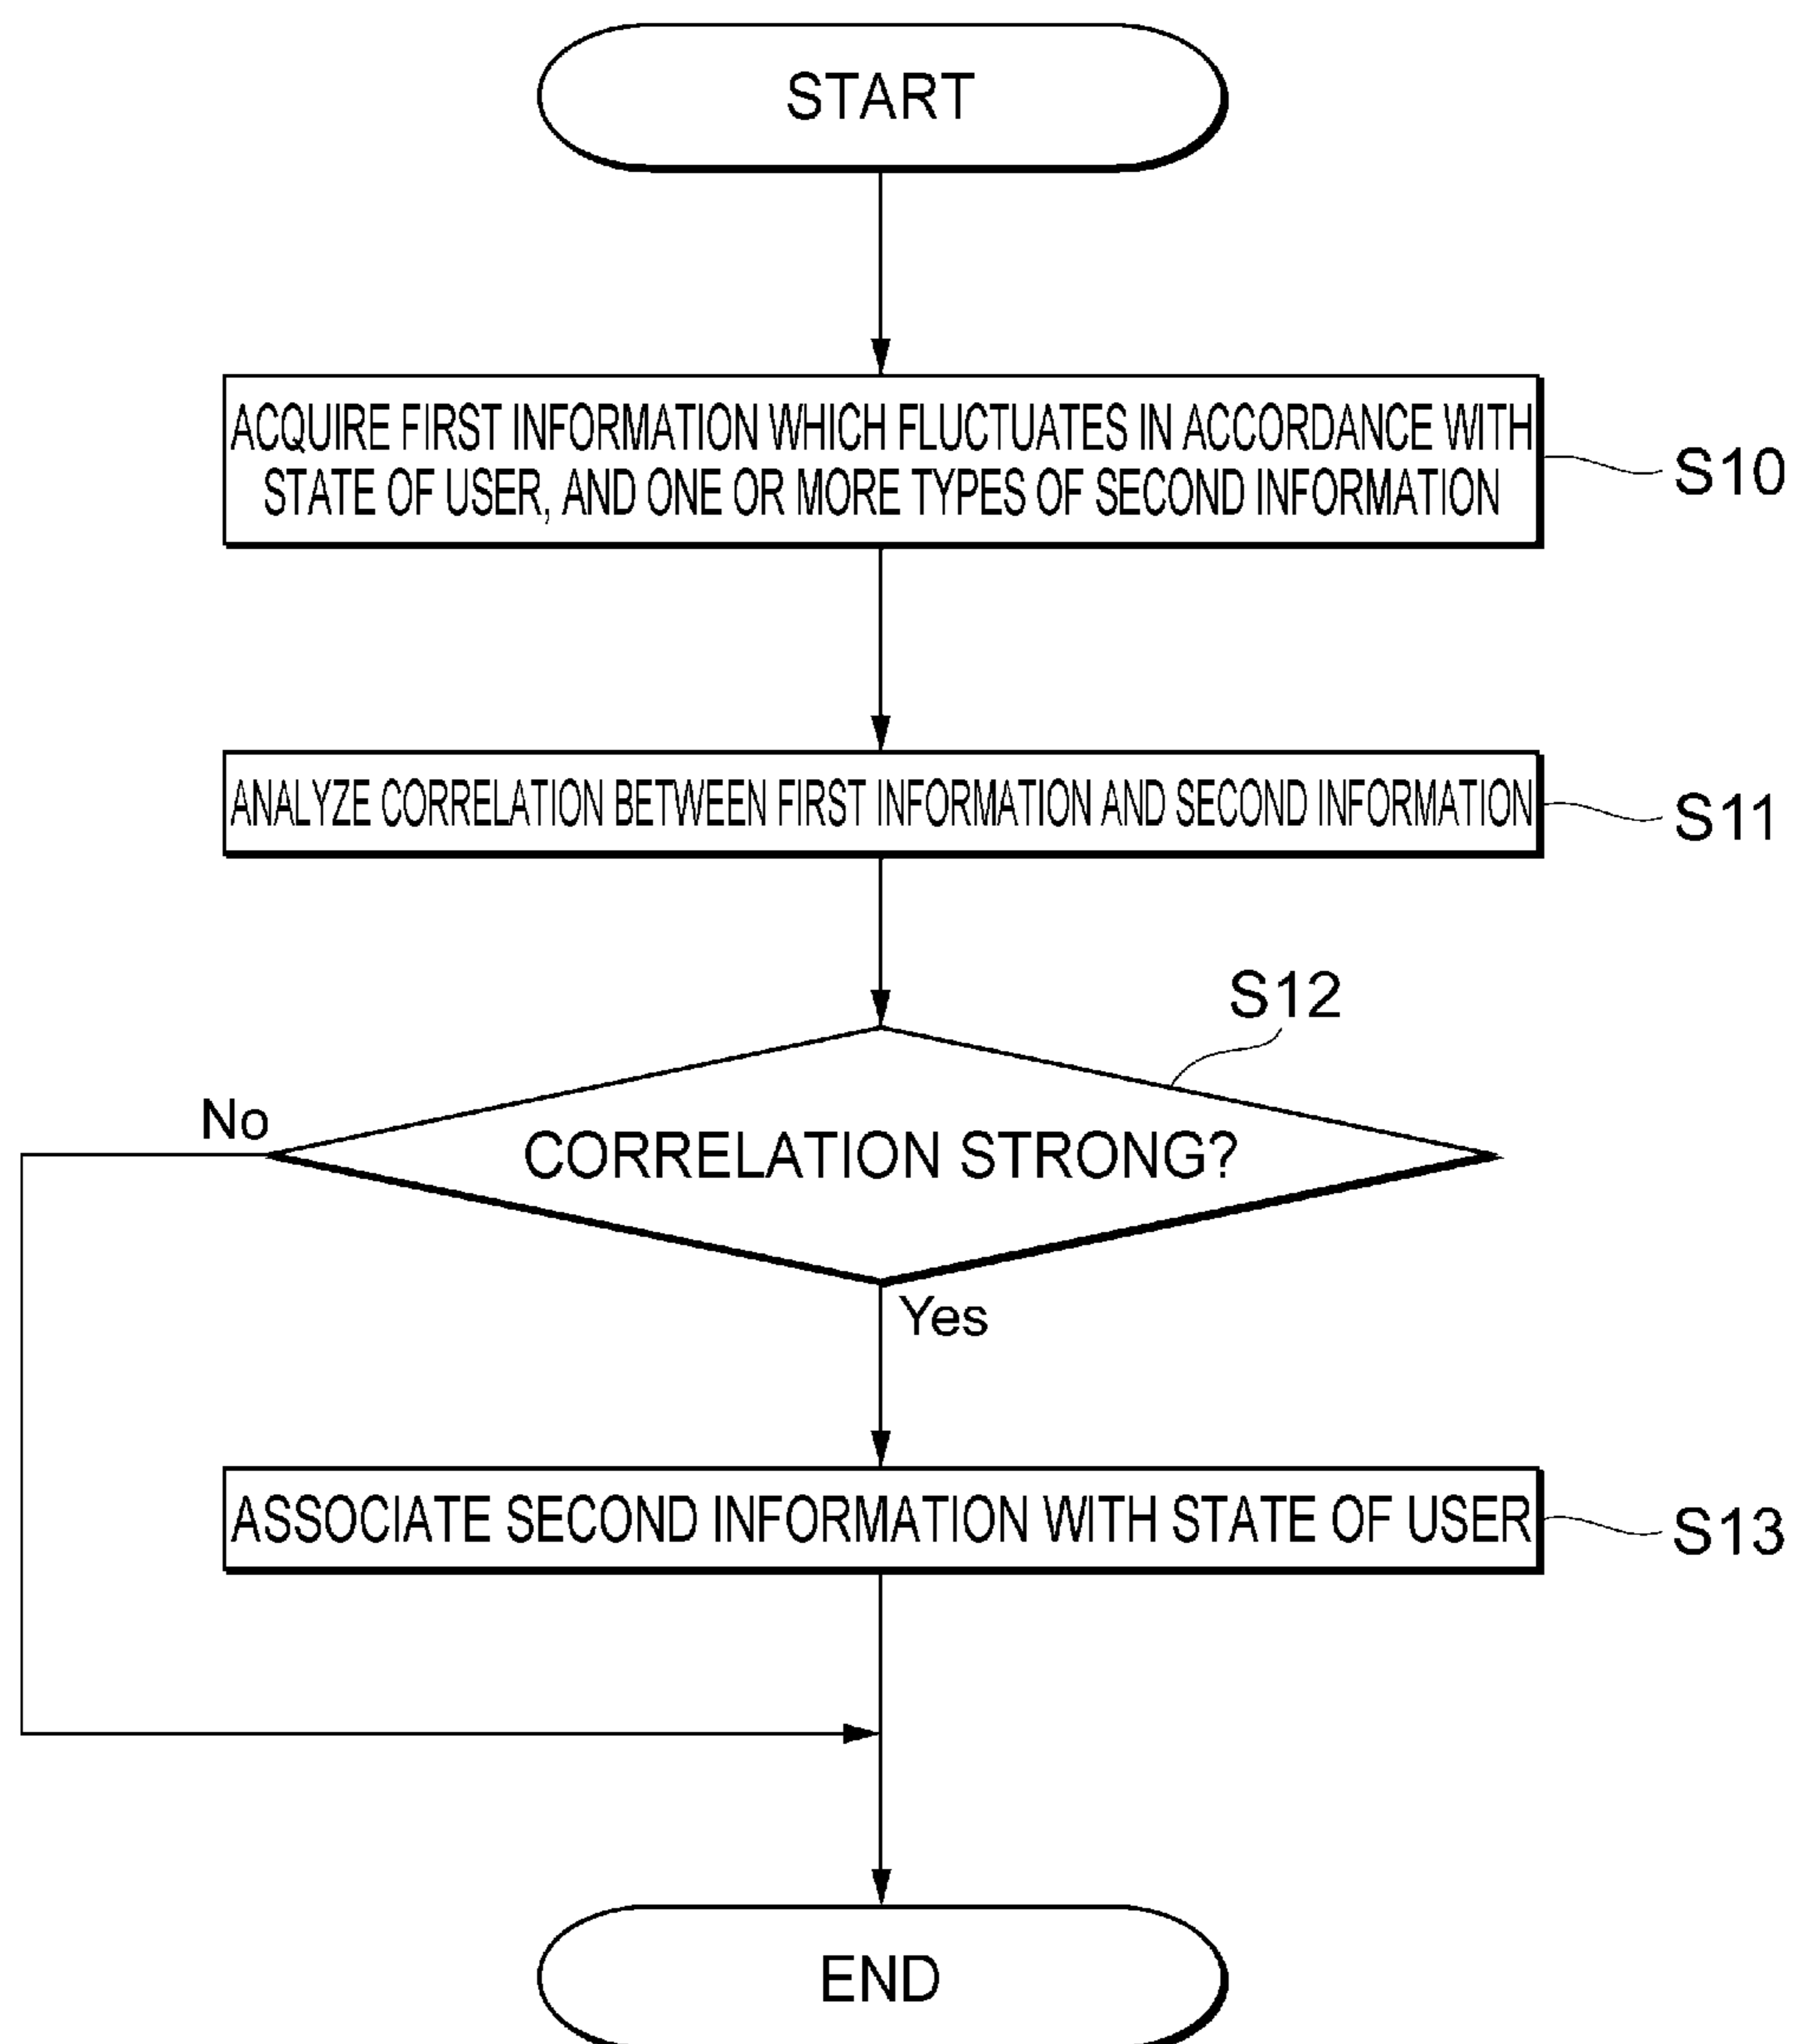 START
ACQUIRE FIRST INFORMATION WHICH FLUCTUATES IN ACCORDANCE WITH
STATE OF USER, AND ONE OR MORE TYPES OF SECOND INFORMATION
S10
ANALYZE CORRELATION BETWEEN FIRST INFORMATION AND SECOND INFORMATION
S11
S12
No
CORRELATION STRONG?
Yes
ASSOCIATE SECOND INFORMATION WITH STATE OF USER
S13
END